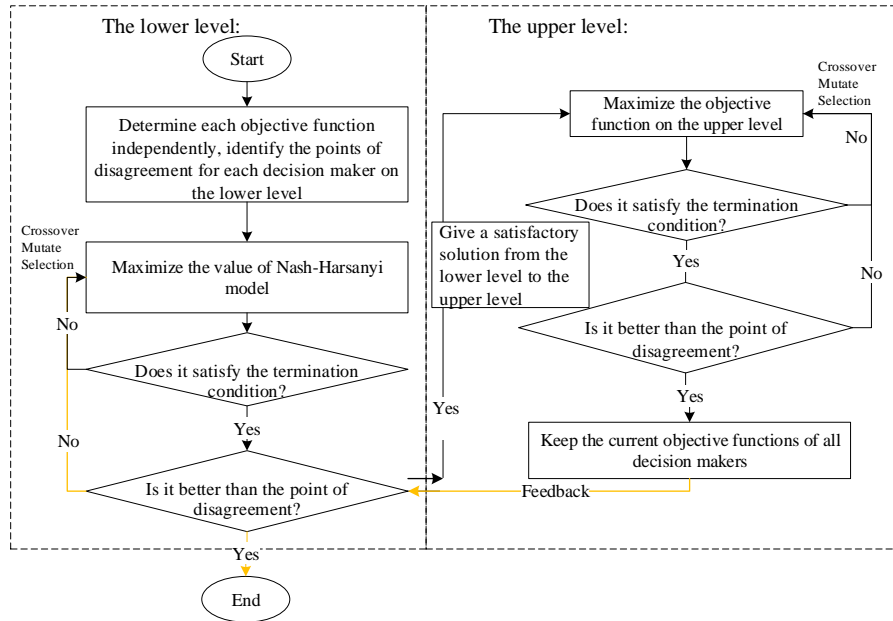 The lower level:
Start
Determine each objective function
independently, identify the points of
disagreement for each decision maker on
the lower level
Crossover
Mutate
Selection
Maximize the value of Nash-Harsanyi
model
No
Does it satisfy the termination
condition?
Yes
No
Is it better than the point of
disagreement?
Yes
End
Yes
Give a satisfactory
solution from the
lower level to the
upper level
The upper level:
Crossover
Mutate
Selection
Maximize the objective
function on the upper level
No
Does it satisfy the termination
condition?
Yes
No
Is it better than the point of
disagreement?
Yes
Keep the current objective functions of all
decision makers
Feedback